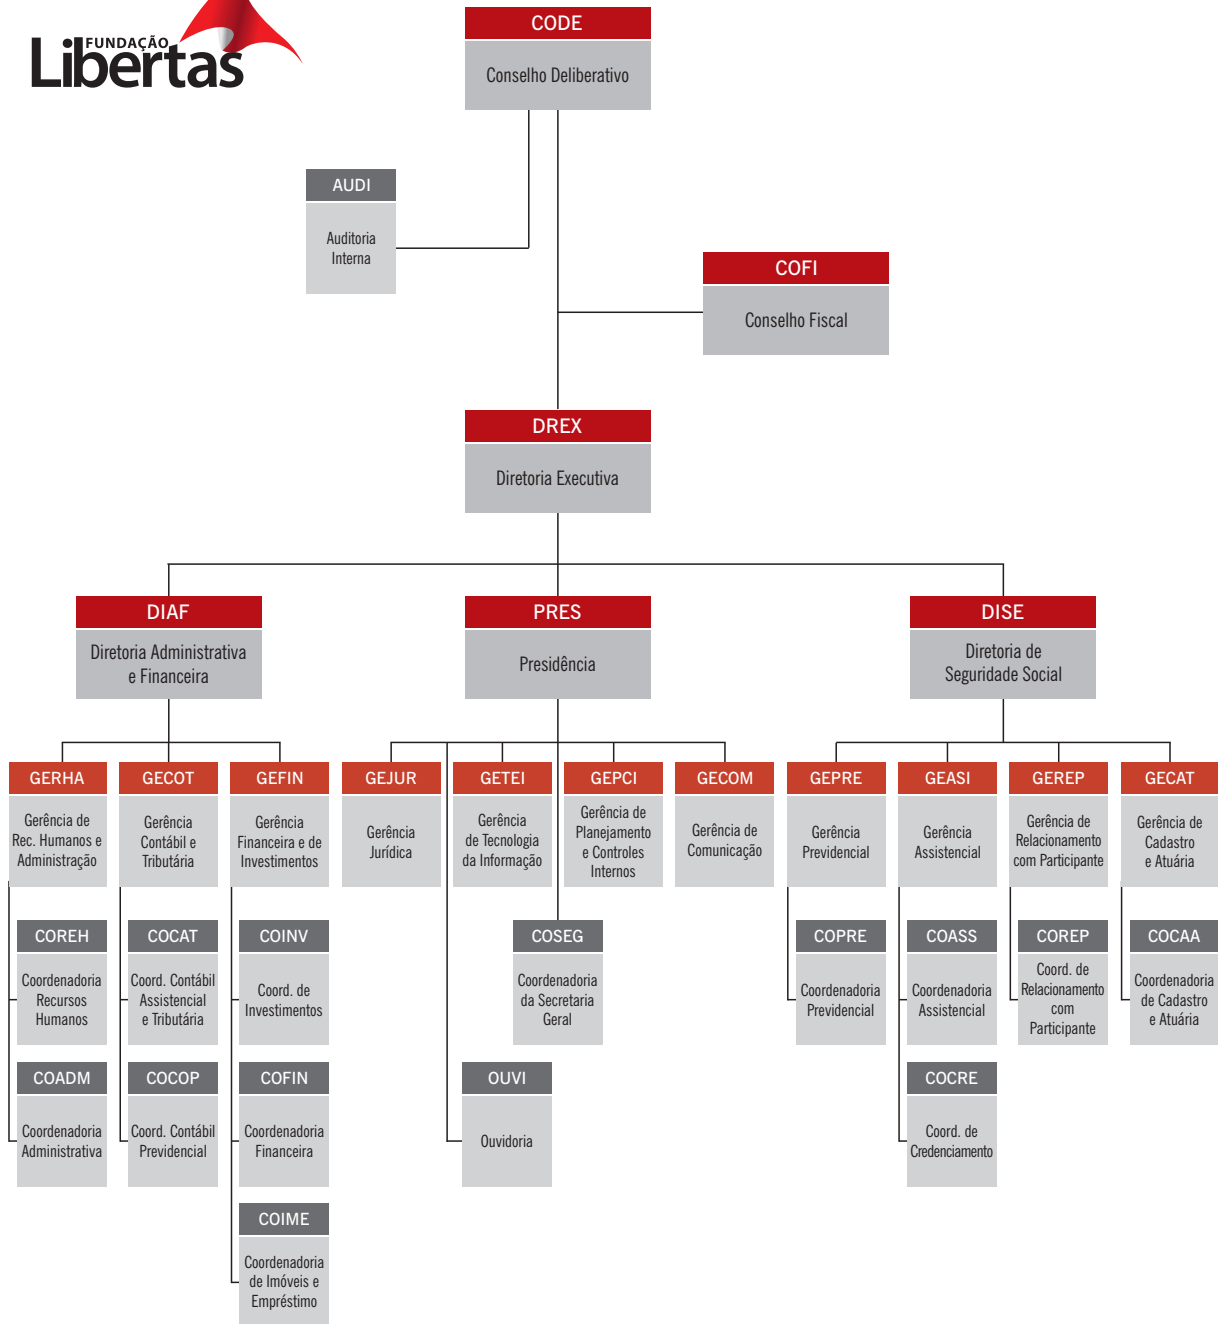 FUNDAÇÃO
Libertas
CODE
Conselho Deliberativo
AUDI
Auditoria
Interna
COFI
Conselho Fiscal
DREX
Diretoria Executiva
DIAF
Diretoria Administrativa
e Financeira
PRES
Presidência
DISE
Diretoria de
Seguridade Social
GERHA
Gerência de
Rec. Humanos e
Administração
GECOT
Gerência
Contábil e
Tributária
GEFIN
Gerência
Financeira e de
Investimentos
GEJUR
Gerência
Jurídica
GETEI
Gerência
de Tecnologia
da Informação
GEPCI
Gerência de
Planejamento
e Controles
Internos
GECOM
Gerência de
Comunicação
GEPRE
Gerência
Previdencial
GEASI
Gerência
Assistencial
GEREP
Gerência de
Relacionamento
com Participante
GECAT
Gerência de
Cadastro
e Atuária
COREH
Coordenadoria
Recursos
Humanos
COCAT
Coord. Contábil
Assistencial
e Tributária
COINV
Coord. de
Investimentos
COSEG
Coordenadoria
da Secretaria
Geral
COPRE
Coordenadoria
Previdencial
COASS
Coordenadoria
Assistencial
COREP
Coord. de
Relacionamento
com
Participante
COCAA
Coordenadoria
de Cadastro
e Atuária
COADM
Coordenadoria
Administrativa
COCOP
Coord. Contábil
Previdencial
COFIN
Coordenadoria
Financeira
OUVI
Ouvidoria
COCRE
Coord. de
Credenciamento
COIME
Coordenadoria
de Imóveis e
Empréstimo